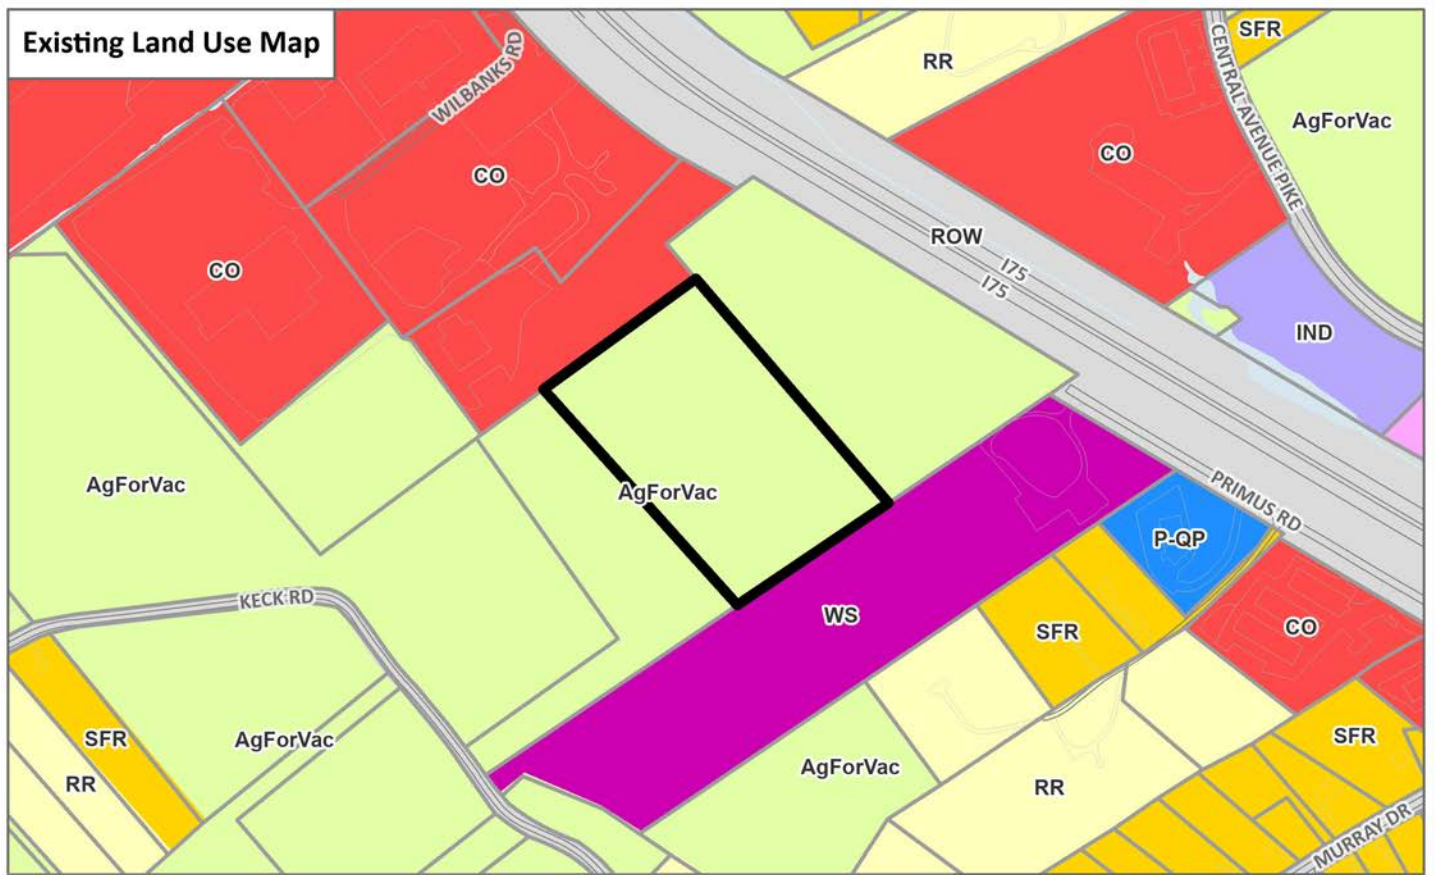 Existing Land Use Map
WILBANKS RD
RR
SFR
CENTRAL AVENUE PIKE
AgForVac
CO
CO
ROW
I75
I75
CO
IND
AgForVac
AgForVac
PRIMUS RD
P-QP
KECK RD
WS
SFR
CO
SFR
AgForVac
RR
AgForVac
RR
SFR
MURRAY DR